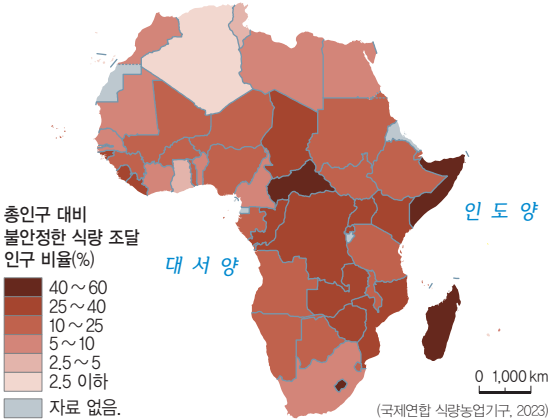 총인구 대비
불안정한 식량 조달
인구 비율(%)
40～60
25～40
10～25
5～10
2.5～5
2.5 이하
자료 없음.
대서양
인도양
0 1,000 km
(국제연합 식량농업기구, 2023)